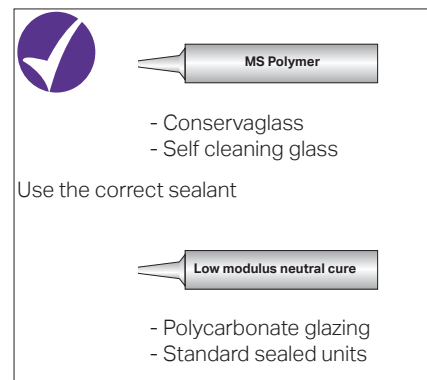 MS Polymer
- Conservaglass
- Self cleaning glass
Use the correct sealant
Low modulus neutral cure
- Polycarbonate glazing
- Standard sealed units